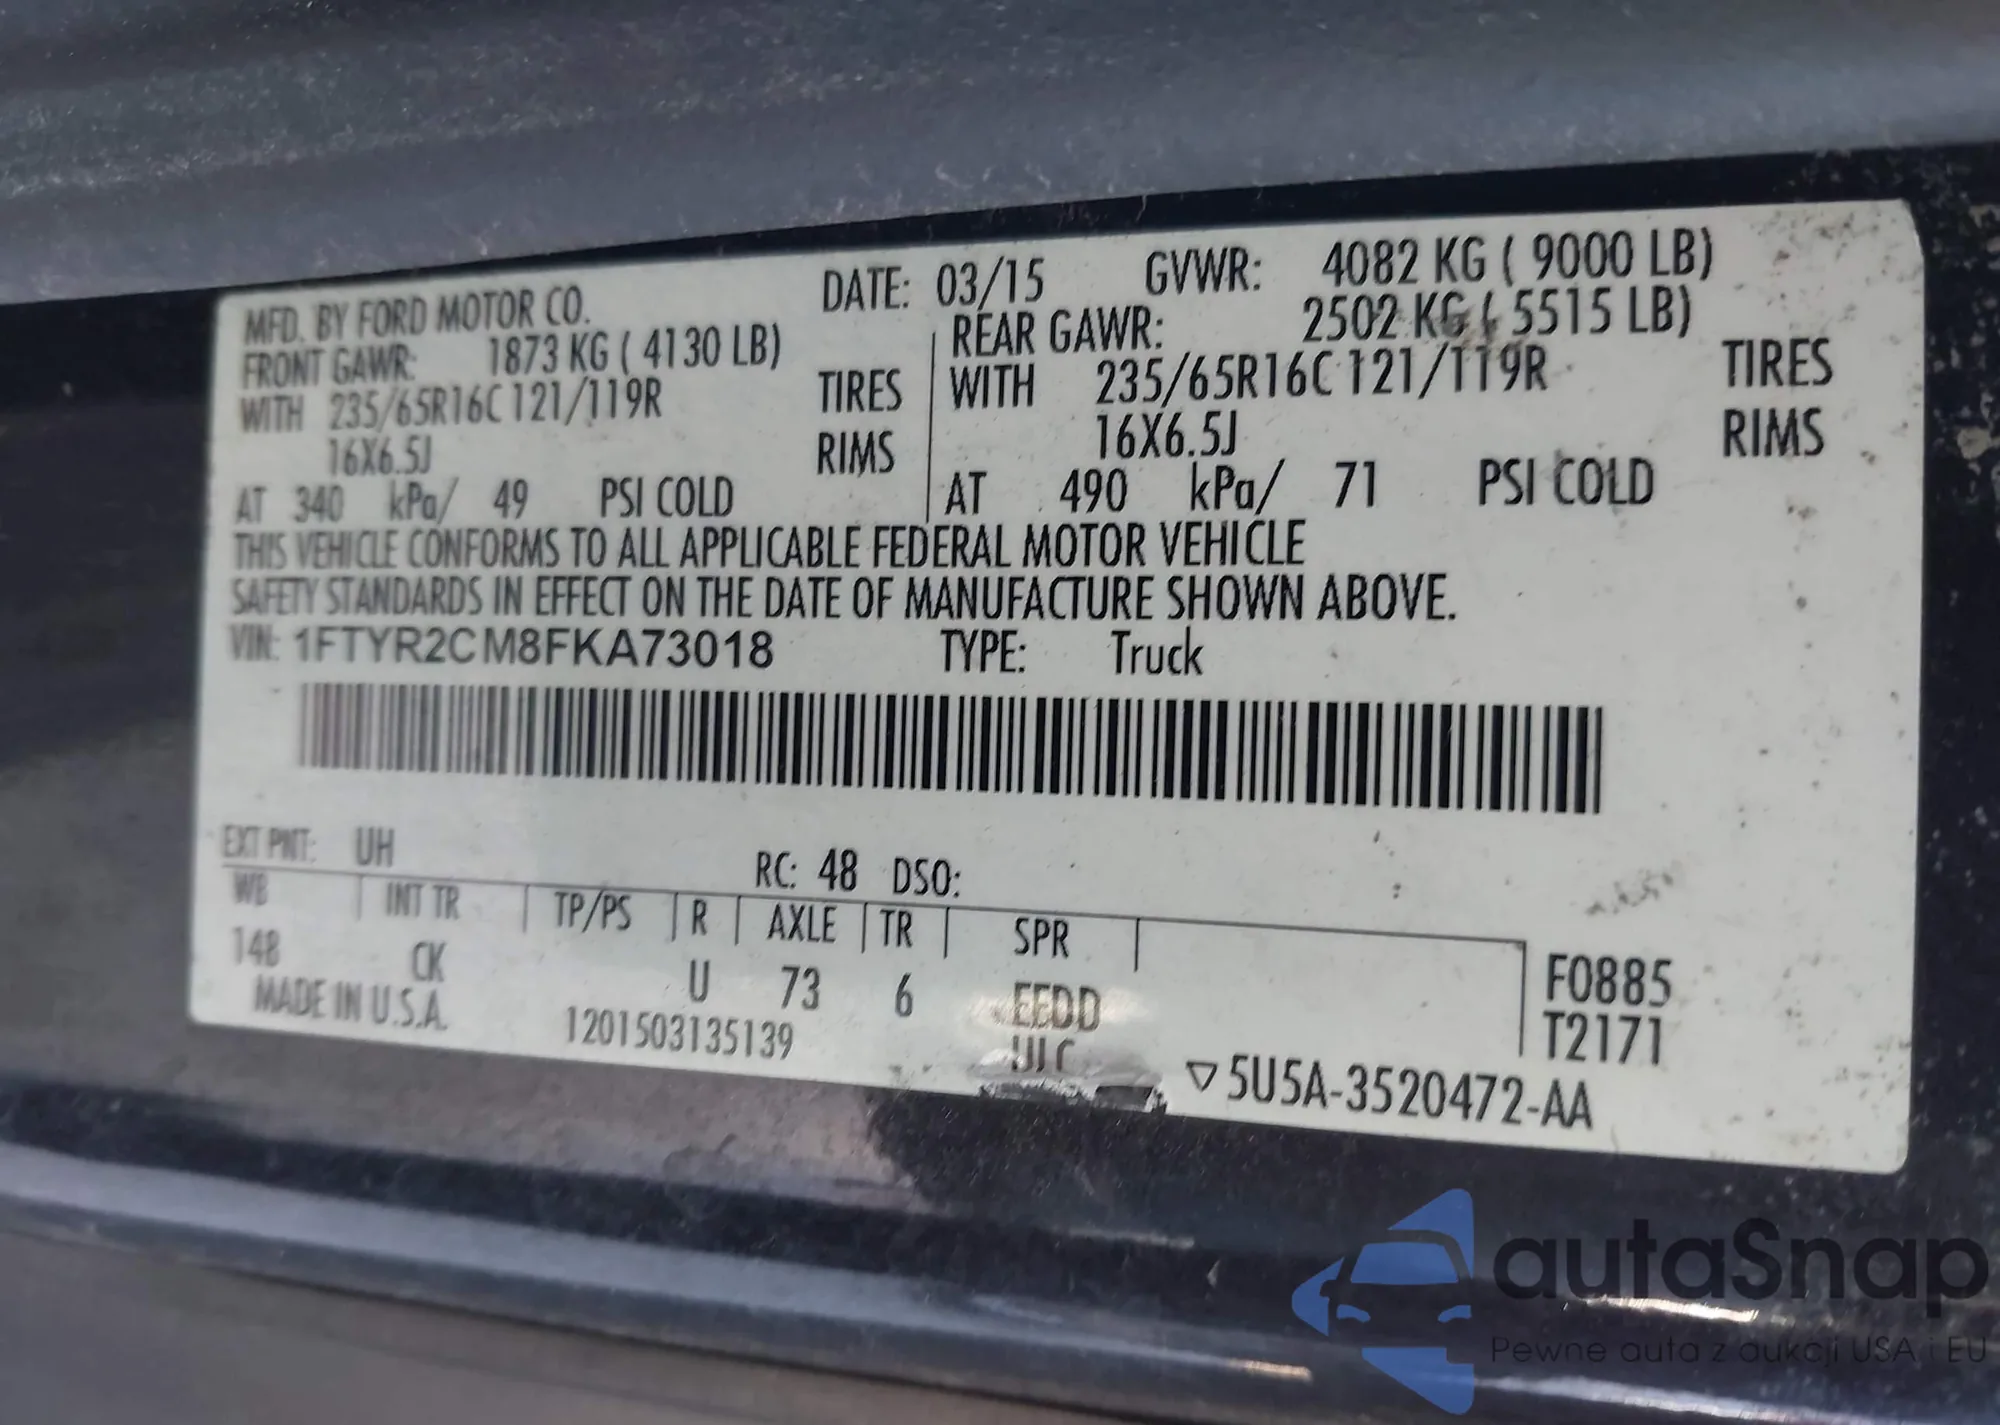 MFD. BY FORD MOTOR CO. DATE: 03/15 GVWR: 4082 KG ( 9000 LB)
FRONT GAWR: 1873 KG ( 4130 LB) REAR GAWR: 2502 KG ( 5515 LB)
WITH 235/65R16C 121/119R TIRES WITH 235/65R16C 121/119R TIRES
16X6.5J RIMS 16X6.5J RIMS
AT 340 kPa/ 49 PSI COLD AT 490 kPa/ 71 PSI COLD
THIS VEHICLE CONFORMS TO ALL APPLICABLE FEDERAL MOTOR VEHICLE
SAFETY STANDARDS IN EFFECT ON THE DATE OF MANUFACTURE SHOWN ABOVE.
VIN: 1FTYR2CM8FKA73018 TYPE: Truck
EXT PNT: UH RC: 48 DSO:
WB INT TR TP/PS R AXLE TR SPR
148 CK U 73 6 EEDD F0885
MADE IN U.S.A. 1201503135139 T2171
▽5U5A-3520472-AA
autaSnap
Pewne auta z aukcji USA i EU